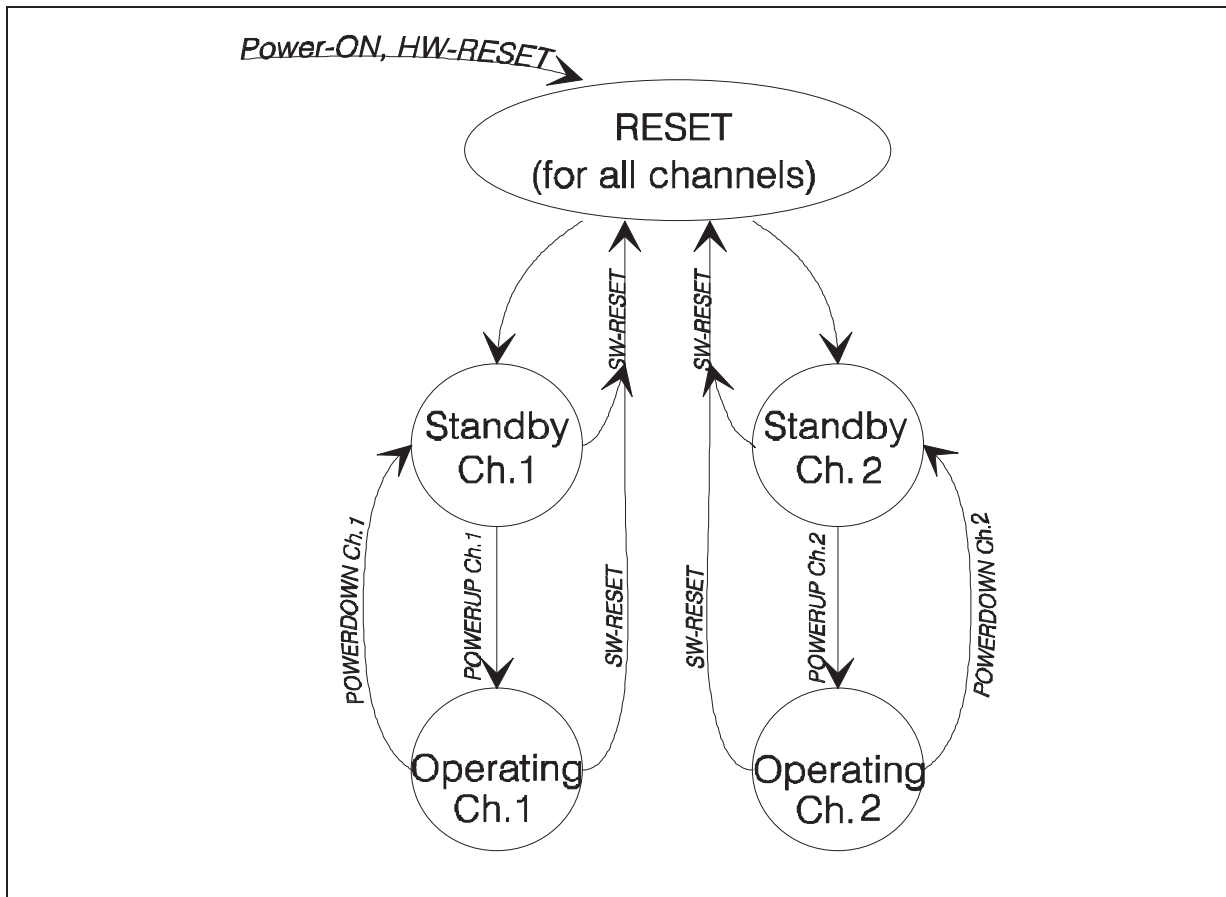 Power-ON, HW-RESET
RESET
(for all channels)
SW-RESET
SW-RESET
Standby
Ch.1
Standby
Ch. 2
POWERDOWN Ch.1
POWERUP Ch.1
SW-RESET
SW-RESET
POWERUP Ch.2
POWERDOWN Ch.2
Operating
Ch.1
Operating
Ch. 2